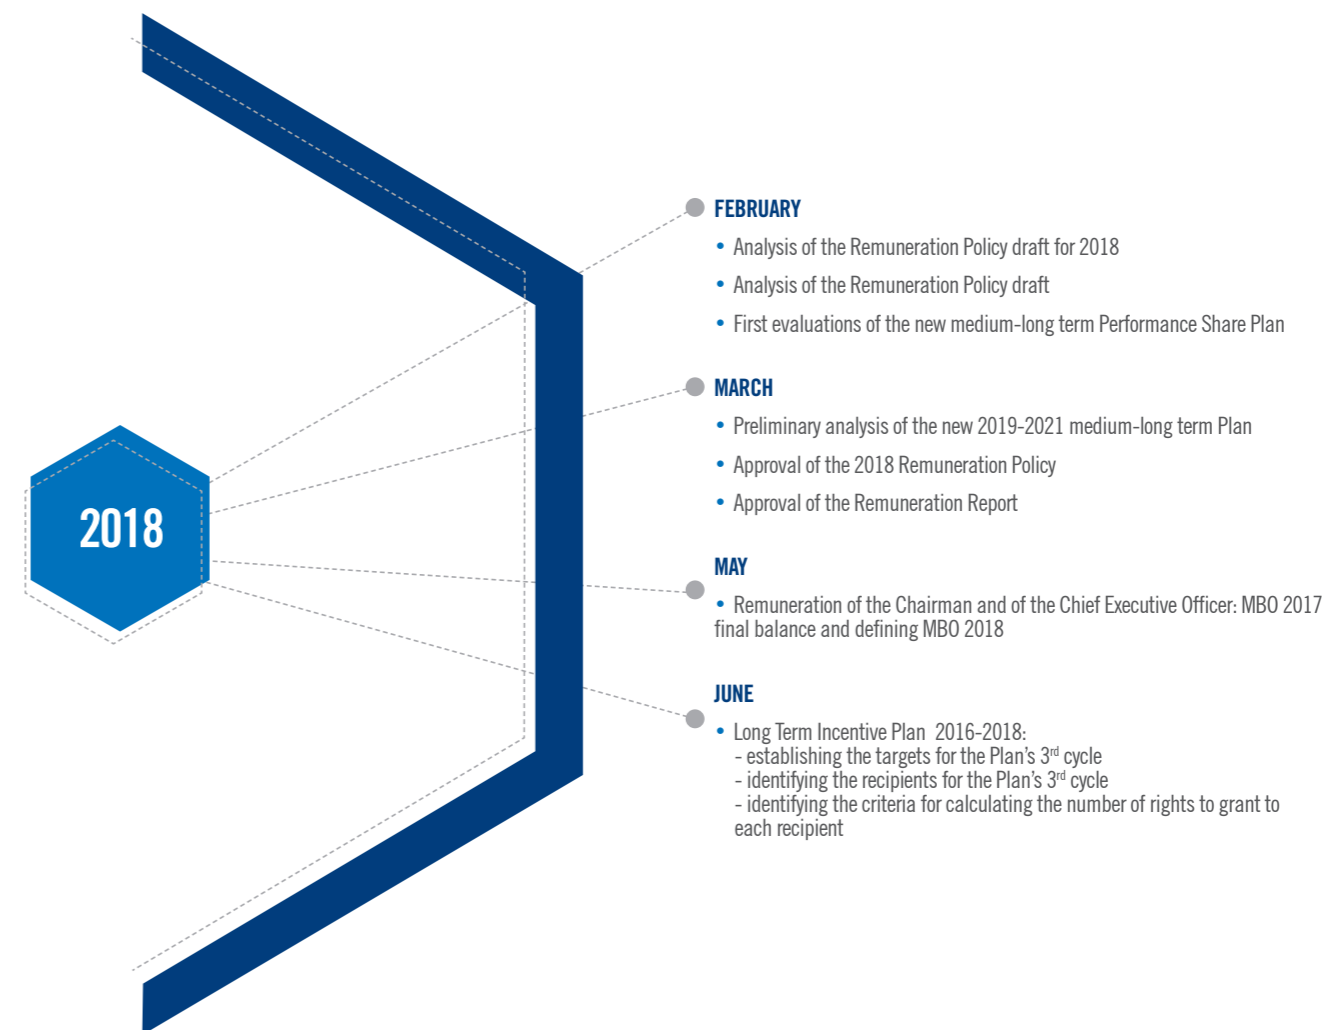 2018
FEBRUARY
• Analysis of the Remuneration Policy draft for 2018
• Analysis of the Remuneration Policy draft
• First evaluations of the new medium-long term Performance Share Plan
MARCH
• Preliminary analysis of the new 2019-2021 medium-long term Plan
• Approval of the 2018 Remuneration Policy
• Approval of the Remuneration Report
MAY
• Remuneration of the Chairman and of the Chief Executive Officer: MBO 2017
final balance and defining MBO 2018
JUNE
• Long Term Incentive Plan 2016-2018:
- establishing the targets for the Plan's 3rd cycle
- identifying the recipients for the Plan's 3rd cycle
- identifying the criteria for calculating the number of rights to grant to
each recipient